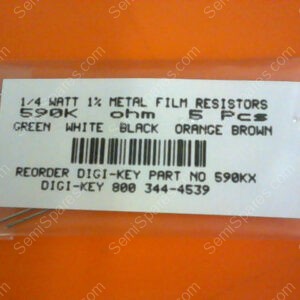 1/4 WATT 1% METAL FILM RESISTORS
590K ohm 5 Pcs
GREEN WHITE BLACK ORANGE BROWN
REORDER DIGI-KEY PART NO 590KX
DIGI-KEY 800 344-4539